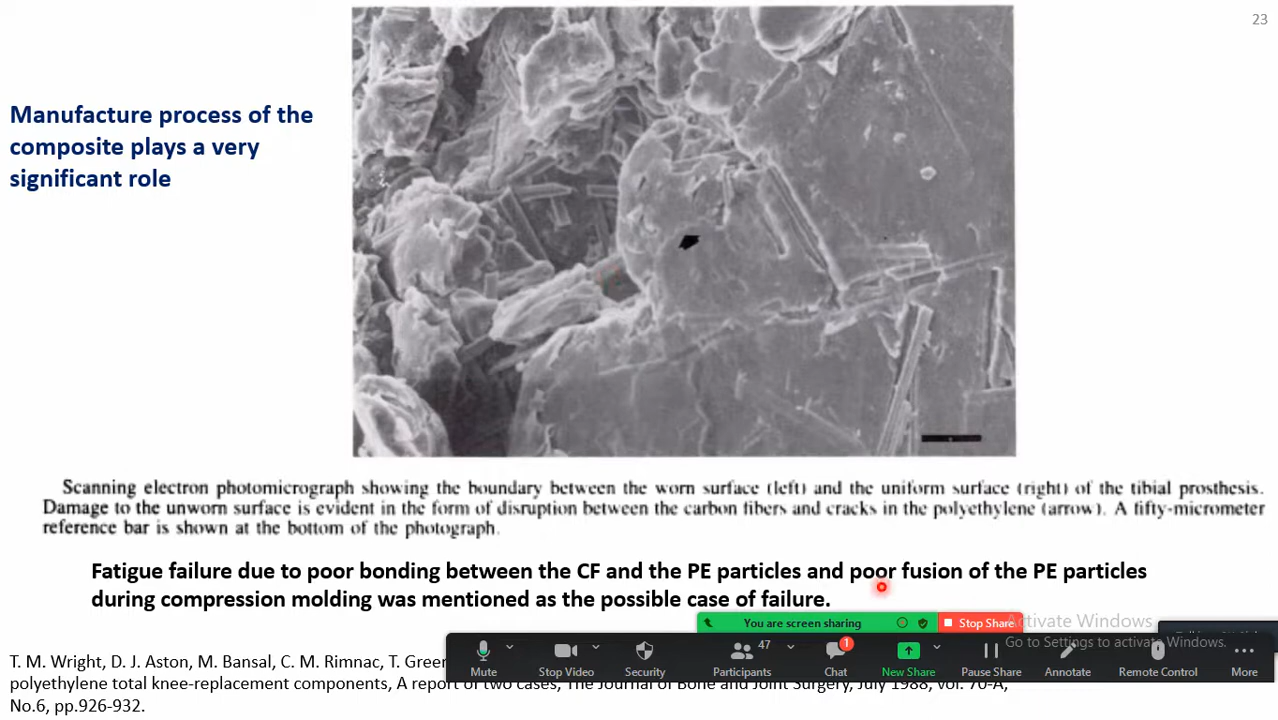 23
Manufacture process of the
composite plays a very
significant role
Scanning electron photomicrograph showing the boundary between the worn surface (left) and the uniform surface (right) of the tibial prosthesis.
Damage to the unworn surface is evident in the form of disruption between the carbon fibers and cracks in the polyethylene (arrow). A fifty-micrometer
reference bar is shown at the bottom of the photograph.
Fatigue failure due to poor bonding between the CF and the PE particles and poor fusion of the PE particles
during compression molding was mentioned as the possible case of failure.
You are screen sharing
Stop Share
Activate Windows
Go to Settings to activate Windows.
T. M. Wright, D. J. Aston, M. Bansal, C. M. Rimnac, T. Green
polyethylene total knee-replacement components, A report of two cases, The Journal of Bone and Joint Surgery, July 1988, vol. 70-A,
No.6, pp.926-932.
47
1
Mute
Stop Video
Security
Participants
Chat
New Share
Pause Share
Annotate
Remote Control
More